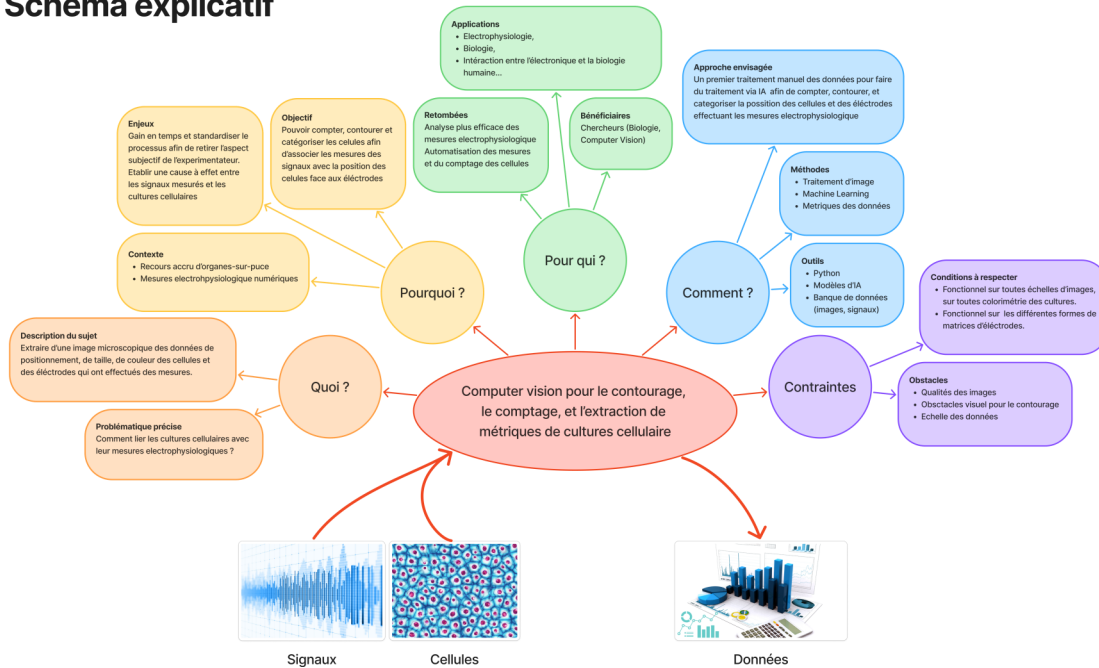 Schéma explicatif
Applications
• Electrophysiologie,
• Biologie,
• Intéraction entre l'électronique et la biologie
humaine...
Approche envisagée
Un premier traitement manuel des données pour faire
du traitement via IA afin de compter, contourer, et
categoriser la possition des cellules et des électrodes
effectuant les mesures electrophysiologique
Enjeux
Gain en temps et standardiser le
processus afin de retirer l'aspect
subjectif de l'experimentateur.
Etablir une cause à effet entre
les signaux mesurés et les
cultures cellulaires
Objectif
Pouvoir compter, contourer et
catégoriser les celules afin
d'associer les mesures des
signaux avec la position des
celules face aux éléctrodes
Retombées
Analyse plus efficace des
mesures electrophysiologique
Automatisation des mesures
et du comptage des cellules
Bénéficiaires
Chercheurs (Biologie,
Computer Vision)
Méthodes
• Traitement d'image
• Machine Learning
• Metriques des données
Contexte
• Recours accru d'organes-sur-puce
• Mesures electrohpysiologique numériques
Pourquoi ?
Pour qui ?
Comment ?
Outils
• Python
• Modèles d'IA
• Banque de données
(images, signaux)
Conditions à respecter
• Fonctionnel sur toutes échelles d'images,
sur toutes colorimétrie des cultures.
• Fonctionnel sur les différentes formes de
matrices d'éléctrodes.
Description du sujet
Extraire d'une image microscopique des données de
positionnement, de taille, de couleur des cellules et
des éléctrodes qui ont effectués des mesures.
Quoi ?
Computer vision pour le contourage,
le comptage, et l'extraction de
métriques de cultures cellulaire
Contraintes
Obstacles
• Qualités des images
• Obstacles visuel pour le contourage
• Echelle des données
Problématique précise
Comment lier les cultures cellulaires avec
leur mesures electrophysiologiques ?
Signaux
Cellules
Données